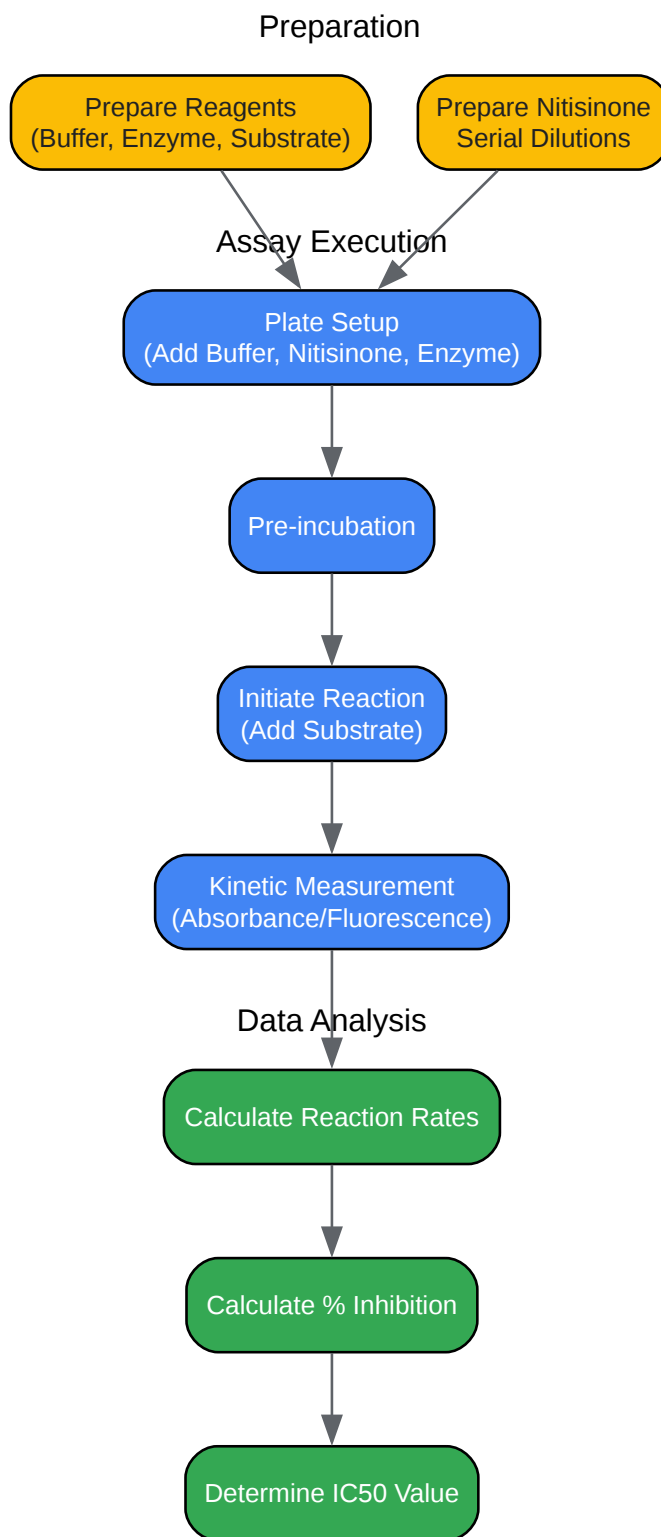 Preparation
Prepare Reagents
(Buffer, Enzyme, Substrate)
Prepare Nitisinone
Serial Dilutions
Assay Execution
Plate Setup
(Add Buffer, Nitisinone, Enzyme)
Pre-incubation
Initiate Reaction
(Add Substrate)
Kinetic Measurement
(Absorbance/Fluorescence)
Data Analysis
Calculate Reaction Rates
Calculate % Inhibition
Determine IC50 Value